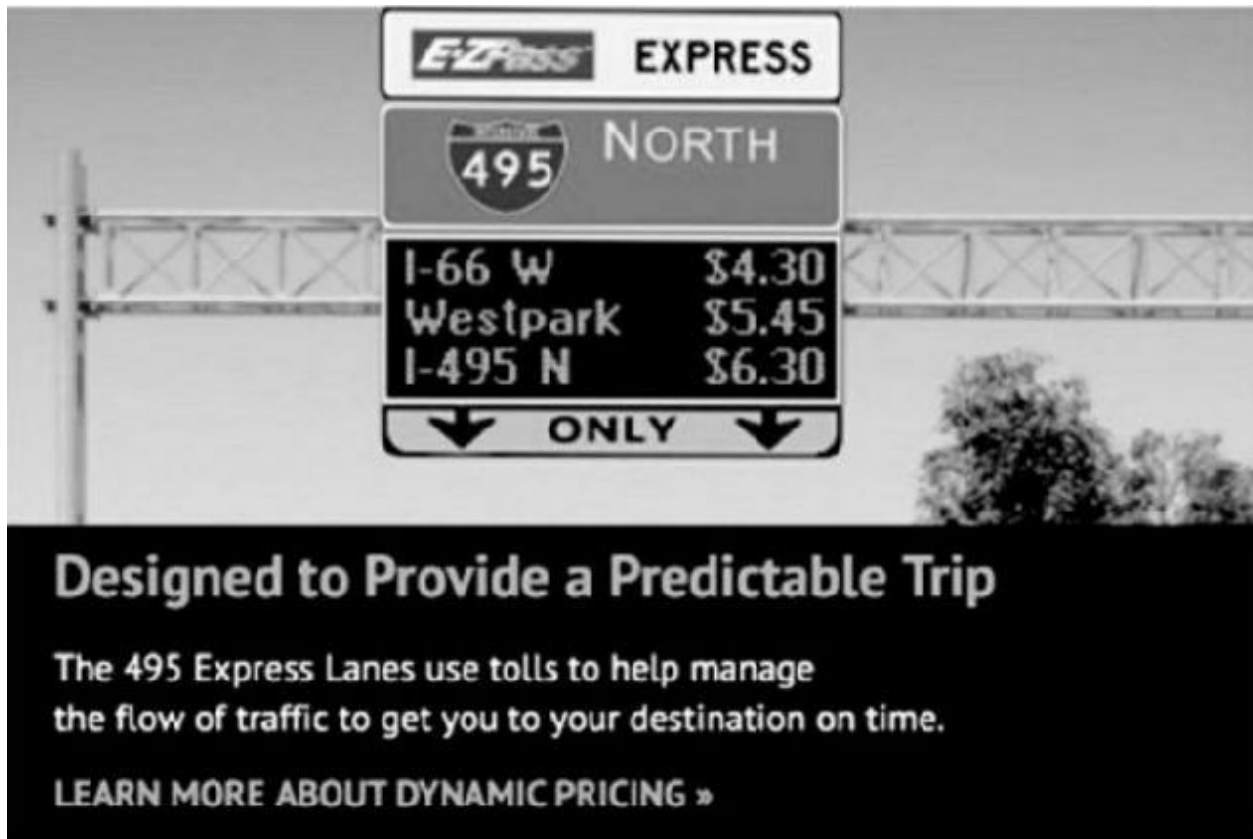 E-ZPass EXPRESS
495 NORTH
I-66 W $4.30
Westpark $5.45
I-495 N $6.30
ONLY
Designed to Provide a Predictable Trip
The 495 Express Lanes use tolls to help manage
the flow of traffic to get you to your destination on time.
LEARN MORE ABOUT DYNAMIC PRICING »